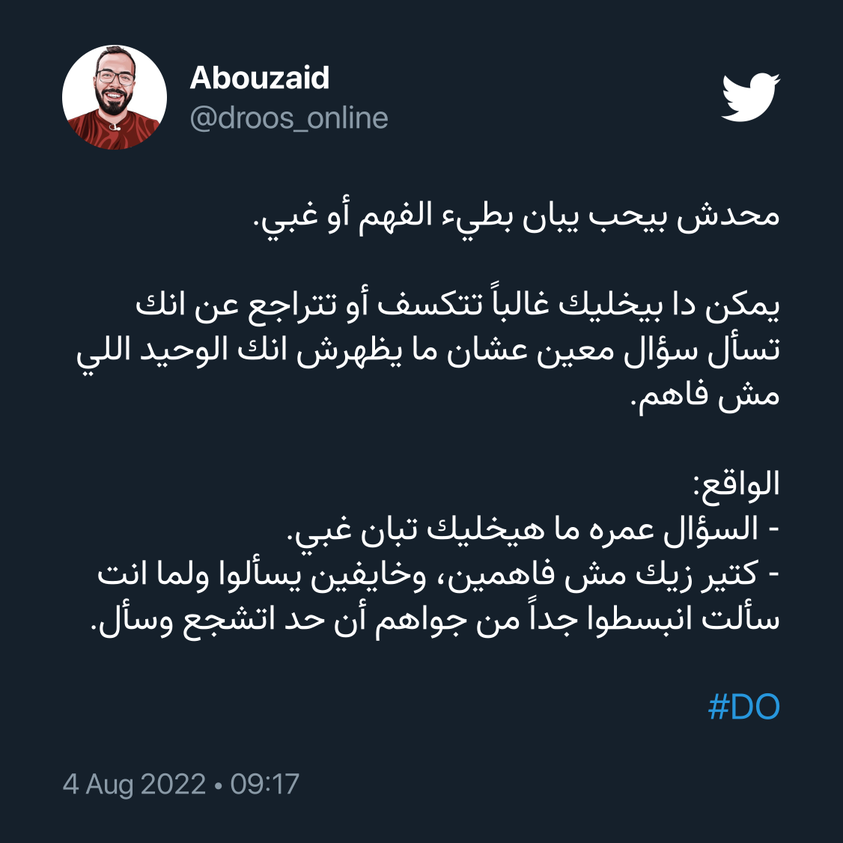 Abouzaid
@droos_online
محدش بيحب يبان بطيء الفهم أو غبي.
يمكن دا بيخليك غالباً تتكسف أو تتراجع عن انك
تسأل سؤال معين عشان ما يظهرش انك الوحيد اللي
مش فاهم.
الواقع:
- السؤال عمره ما هيخليك تبان غبي.
- كتير زيك مش فاهمين، وخايفين يسألوا ولما انت
سألت انبسطوا جداً من جواهم أن حد اتشجع وسأل.
#DO
4 Aug 2022 • 09:17